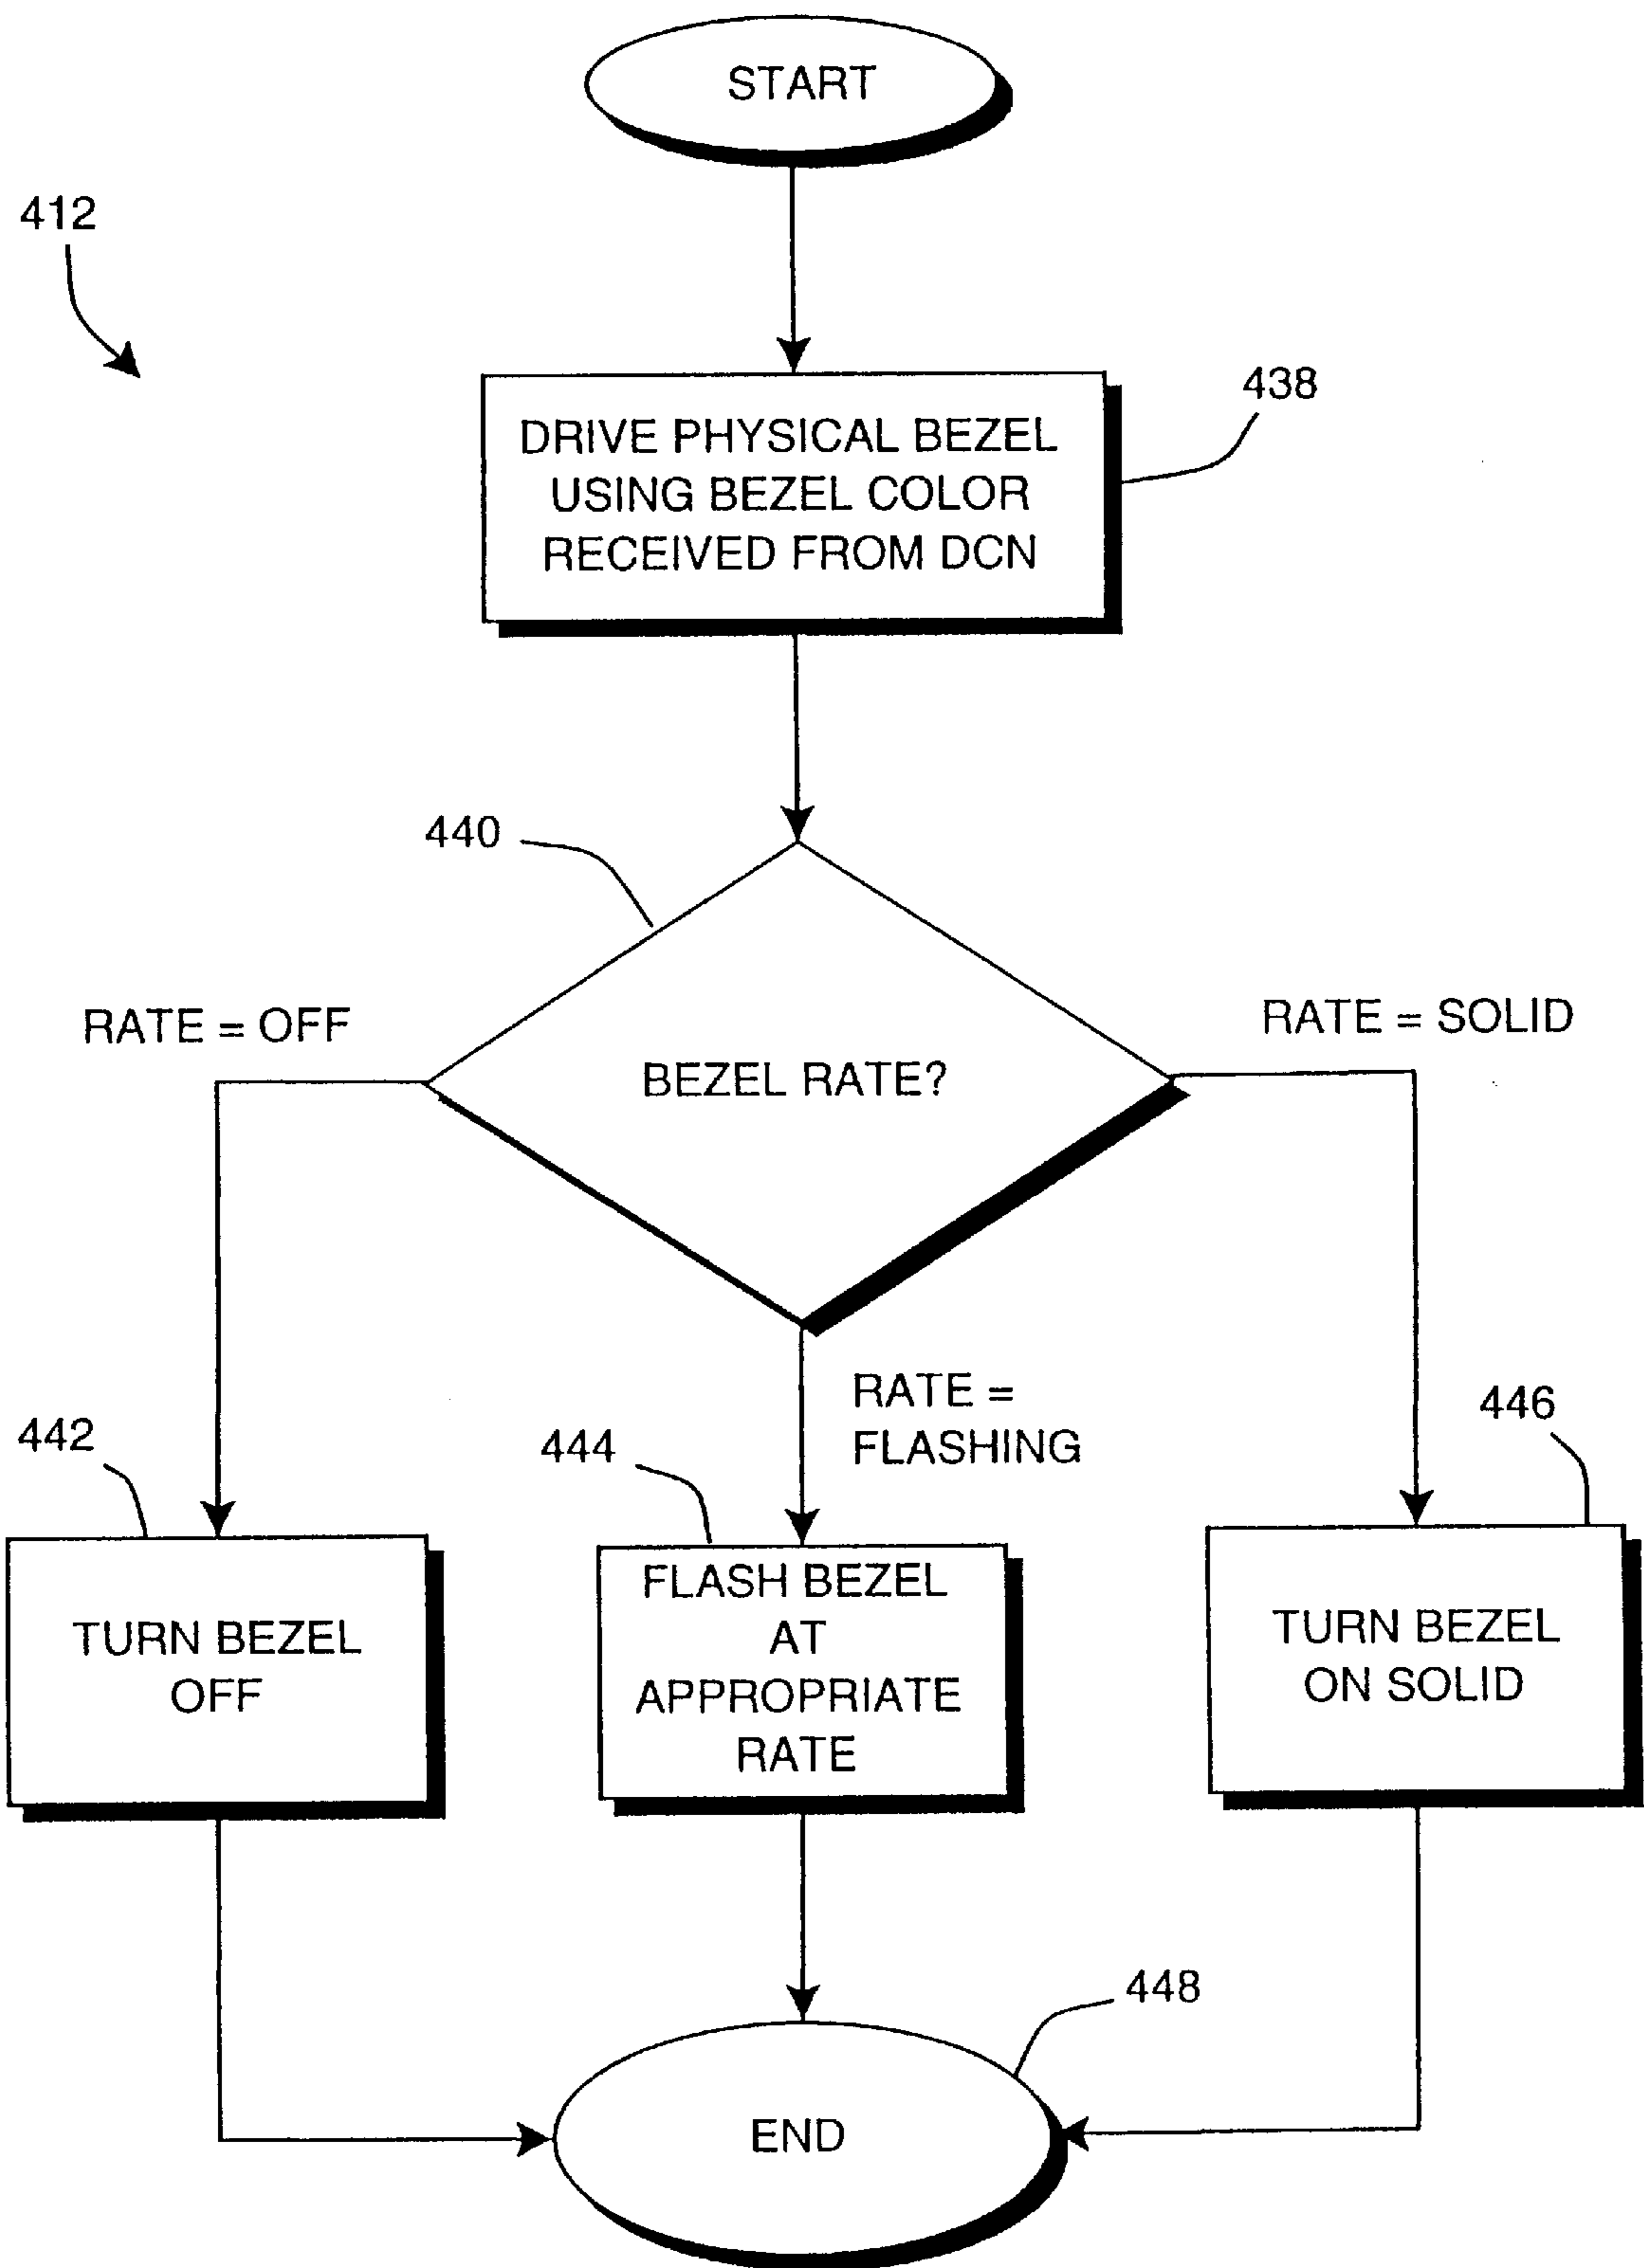 START
412
438
DRIVE PHYSICAL BEZEL
USING BEZEL COLOR
RECEIVED FROM DCN
440
RATE = OFF
BEZEL RATE?
RATE = SOLID
RATE =
FLASHING
442
444
446
TURN BEZEL
OFF
FLASH BEZEL
AT
APPROPRIATE
RATE
TURN BEZEL
ON SOLID
448
END